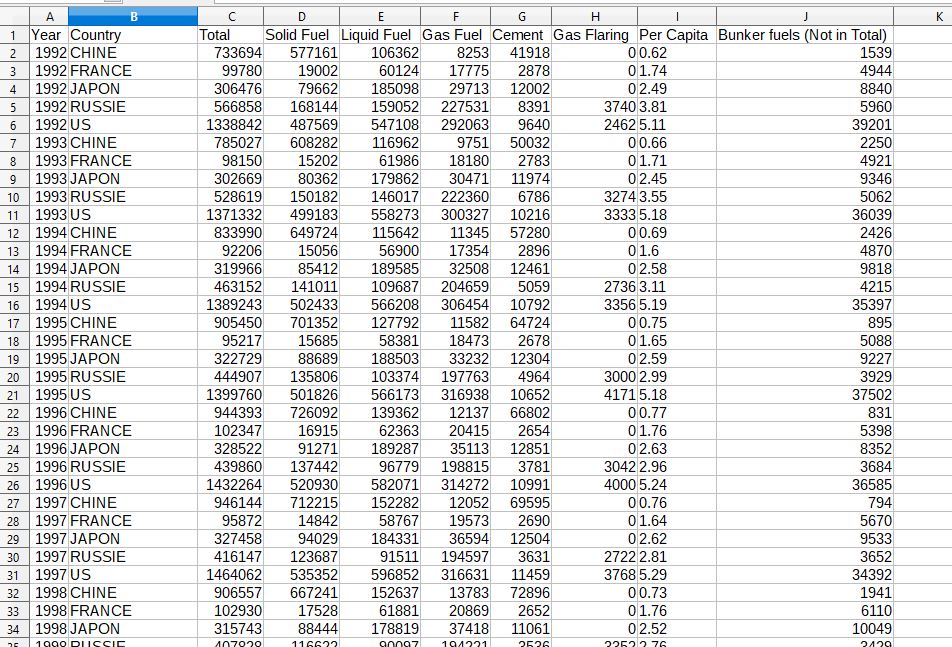 A B C D E F G H I J K
1 Year Country Total Solid Fuel Liquid Fuel Gas Fuel Cement Gas Flaring Per Capita Bunker fuels (Not in Total)
2 1992 CHINE 733694 577161 106362 8253 41918 0 0.62 1539
3 1992 FRANCE 99780 19002 60124 17775 2878 0 1.74 4944
4 1992 JAPON 306476 79662 185098 29713 12002 0 2.49 8840
5 1992 RUSSIE 566858 168144 159052 227531 8391 3740 3.81 5960
6 1992 US 1338842 487569 547108 292063 9640 2462 5.11 39201
7 1993 CHINE 785027 608282 116962 9751 50032 0 0.66 2250
8 1993 FRANCE 98150 15202 61986 18180 2783 0 1.71 4921
9 1993 JAPON 302669 80362 179862 30471 11974 0 2.45 9346
10 1993 RUSSIE 528619 150182 146017 222360 6786 3274 3.55 5062
11 1993 US 1371332 499183 558273 300327 10216 3333 5.18 36039
12 1994 CHINE 833990 649724 115642 11345 57280 0 0.69 2426
13 1994 FRANCE 92206 15056 56900 17354 2896 0 1.6 4870
14 1994 JAPON 319966 85412 189585 32508 12461 0 2.58 9818
15 1994 RUSSIE 463152 141011 109687 204659 5059 2736 3.11 4215
16 1994 US 1389243 502433 566208 306454 10792 3356 5.19 35397
17 1995 CHINE 905450 701352 127792 11582 64724 0 0.75 895
18 1995 FRANCE 95217 15685 58381 18473 2678 0 1.65 5088
19 1995 JAPON 322729 88689 188503 33232 12304 0 2.59 9227
20 1995 RUSSIE 444907 135806 103374 197763 4964 3000 2.99 3929
21 1995 US 1399760 501826 566173 316938 10652 4171 5.18 37502
22 1996 CHINE 944393 726092 139362 12137 66802 0 0.77 831
23 1996 FRANCE 102347 16915 62363 20415 2654 0 1.76 5398
24 1996 JAPON 328522 91271 189287 35113 12851 0 2.63 8352
25 1996 RUSSIE 439860 137442 96779 198815 3781 3042 2.96 3684
26 1996 US 1432264 520930 582071 314272 10991 4000 5.24 36585
27 1997 CHINE 946144 712215 152282 12052 69595 0 0.76 794
28 1997 FRANCE 95872 14842 58767 19573 2690 0 1.64 5670
29 1997 JAPON 327458 94029 184331 36594 12504 0 2.62 9533
30 1997 RUSSIE 416147 123687 91511 194597 3631 2722 2.81 3652
31 1997 US 1464062 535352 596852 316631 11459 3768 5.29 34392
32 1998 CHINE 906557 667241 152637 13783 72896 0 0.73 1941
33 1998 FRANCE 102930 17528 61881 20869 2652 0 1.76 6110
34 1998 JAPON 315743 88444 178819 37418 11061 0 2.52 10049
1998 RUSSIE